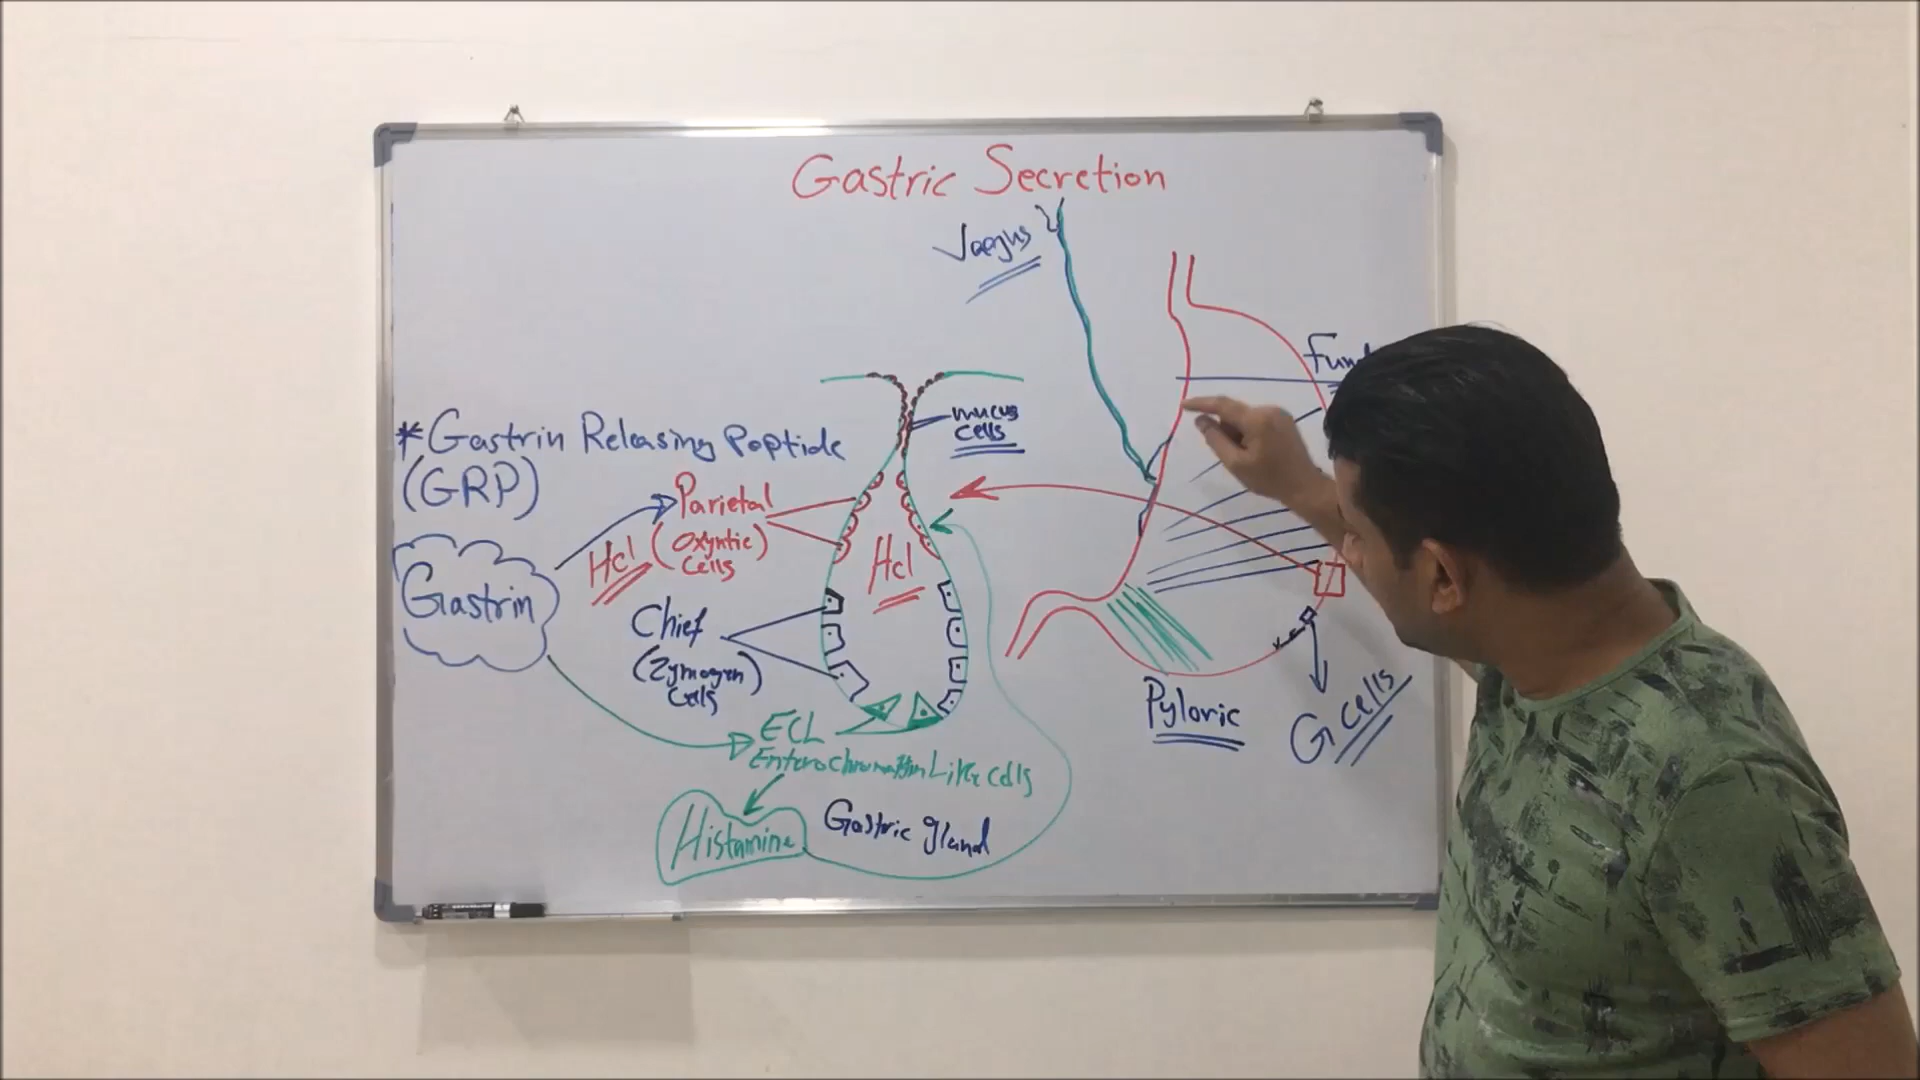 Gastric Secretion
Vaegus
Fund
mucus
cells
*Gastrin Releasing Peptide
(GRP)
Parietal
(Oxyntic)
cells
Hcl
Hcl
Gastrin
Chief
(Zymogen)
cells
Pyloric
G cells
ECL
Enterochromaffin Like cells
Histamine
Gastric gland